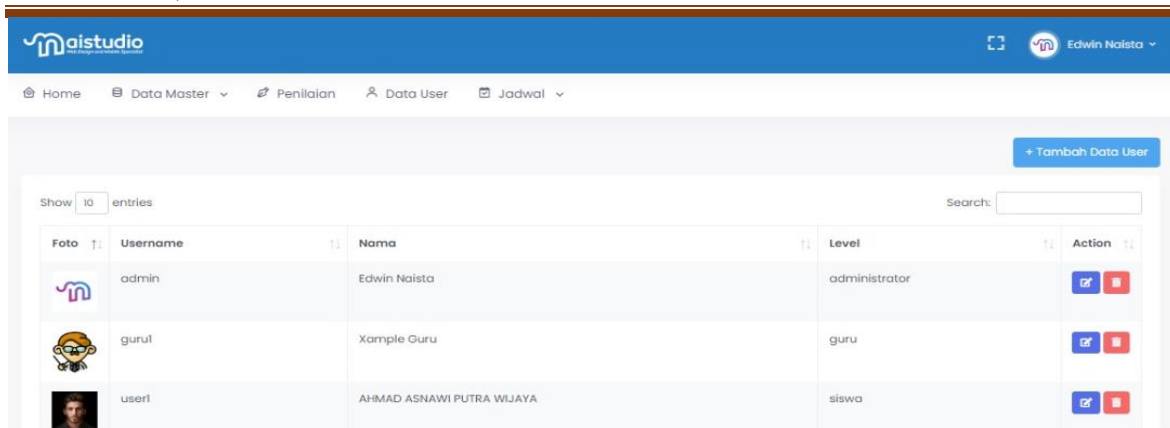 naistudio
Edwin Naista
Home Data Master Penilaian Data User Jadwal
+ Tambah Data User
Show 10 entries Search:
Foto Username Nama Level Action
admin Edwin Naista administrator
guru1 Xample Guru guru
user1 AHMAD ASNAWI PUTRA WIJAYA siswa